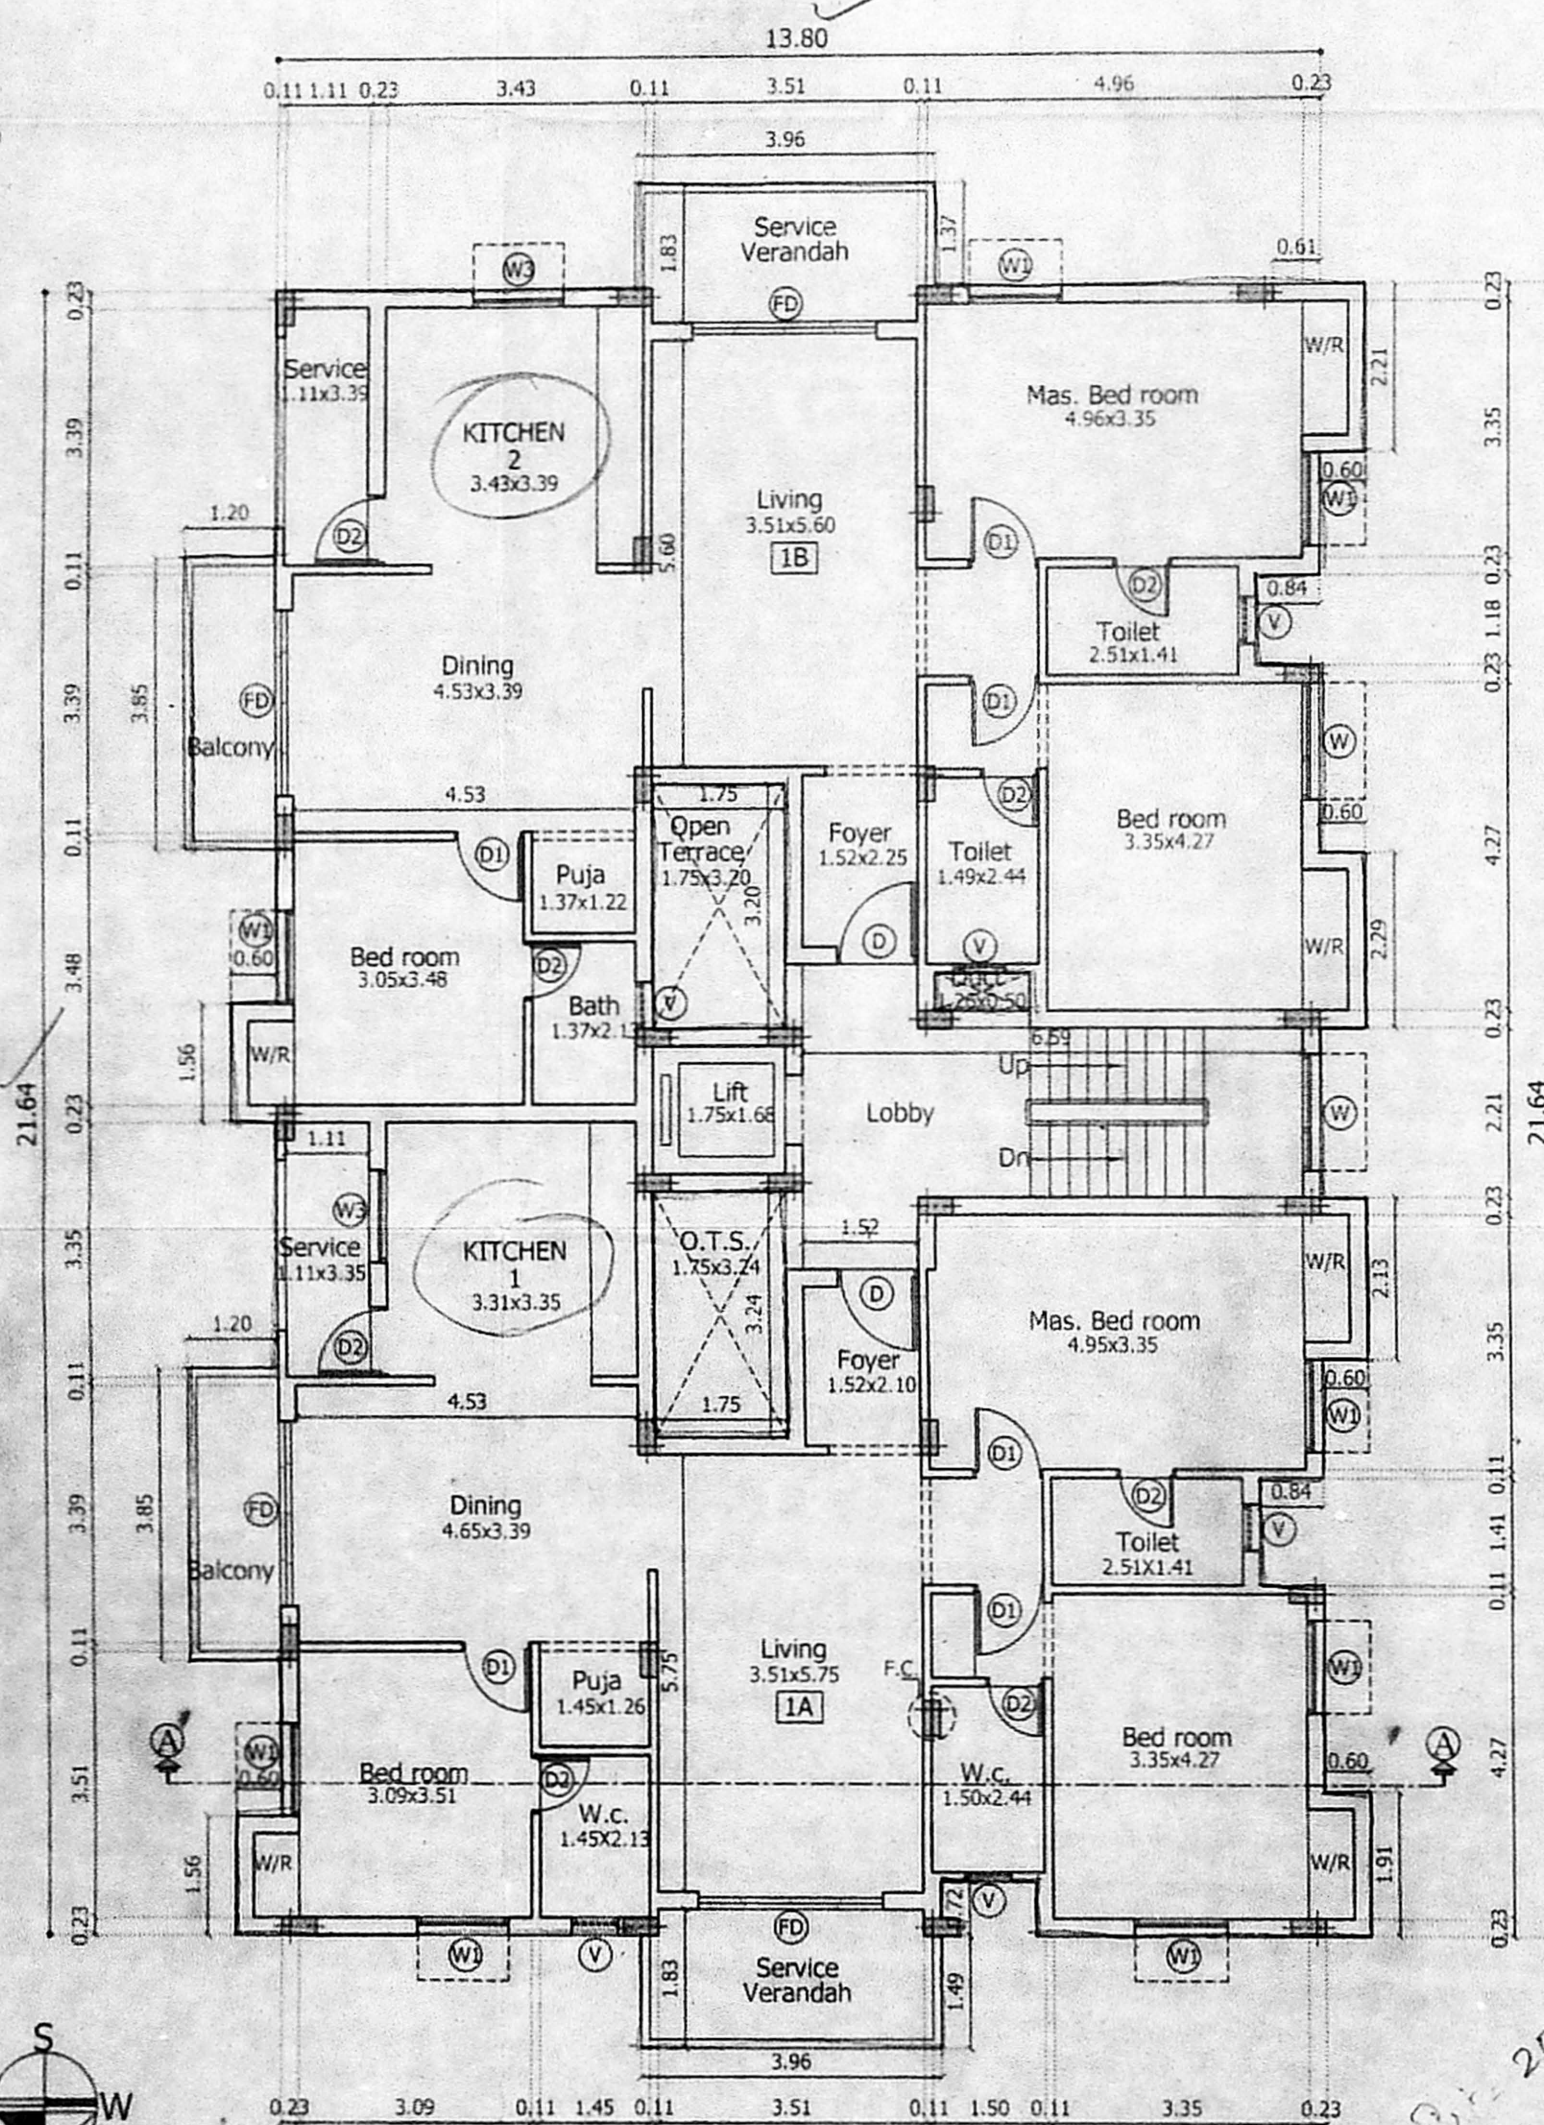 13.80
0.11 1.11 0.23 3.43 0.11 3.51 0.11 4.96 0.23
3.96
Service
Verandah
1.83
1.37
FD
W3
W1
0.61
0.23
0.23
Service
1.11x3.39
KITCHEN
2
3.43x3.39
D2
3.39
Living
3.51x5.60
1B
5.60
Mas. Bed room
4.96x3.35
W/R
2.21
3.35
0.60
W1
D1
1.20
0.11
0.23
D2
0.84
V
1.18
Toilet
2.51x1.41
0.23
Dining
4.53x3.39
FD
Balcony
3.85
3.39
D1
W
4.53
1.75
Open
Terrace
1.75x3.20
3.20
Foyer
1.52x2.25
D
D2
Toilet
1.49x2.44
V
Bed room
3.35x4.27
0.60
4.27
0.11
D1
Puja
1.37x1.22
W1
0.60
Bed room
3.05x3.48
3.48
D2
Bath
1.37x2.13
V
W/R
2.29
1.26x0.50
0.23
W/R
1.56
Lift
1.75x1.68
6.59
Up
Lobby
Dn
W
2.21
21.64
21.64
0.23
1.11
W3
Service
1.11x3.35
KITCHEN
1
3.31x3.35
D2
3.35
O.T.S.
1.75x3.24
3.24
1.75
1.52
D
Foyer
1.52x2.10
0.23
Mas. Bed room
4.95x3.35
W/R
2.13
3.35
0.60
W1
1.20
0.11
4.53
D1
D2
0.84
0.11
V
Toilet
2.51X1.41
1.41
0.11
Dining
4.65x3.39
FD
Balcony
3.85
3.39
D1
W1
0.11
D1
Puja
1.45x1.26
5.75
Living
3.51x5.75
1A
F.C.
D2
Bed room
3.35x4.27
4.27
A
A
W1
0.60
Bed room
3.09x3.51
3.51
D2
W.c.
1.45X2.13
W.c.
1.50x2.44
0.60
W/R
1.56
W/R
1.91
.72
V
0.23
0.23
W1
V
FD
Service
Verandah
1.83
1.49
W1
3.96
S
W
0.23 3.09 0.11 1.45 0.11 3.51 0.11 1.50 0.11 3.35 0.23